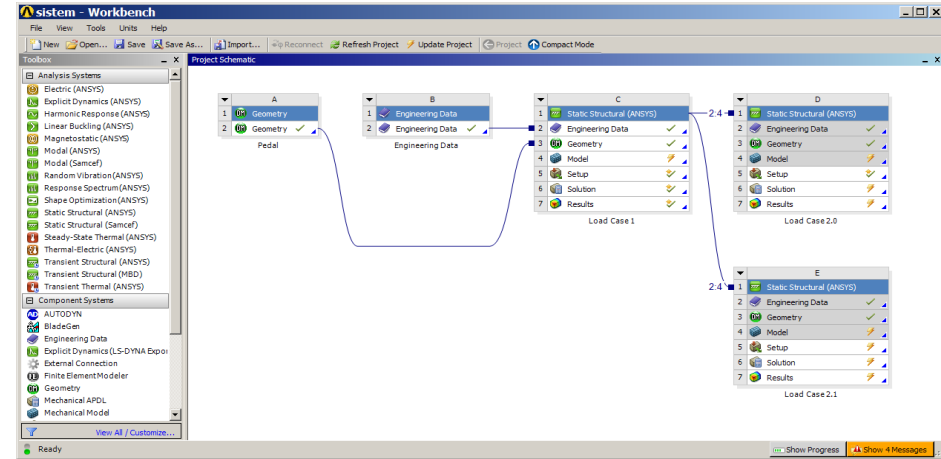 sistem - Workbench
File View Tools Units Help
New Open... Save Save As... Import... Reconnect Refresh Project Update Project Project Compact Mode
Toolbox
Project Schematic
Analysis Systems
Electric (ANSYS)
Explicit Dynamics (ANSYS)
Harmonic Response (ANSYS)
Linear Buckling (ANSYS)
Magnetostatic (ANSYS)
Modal (ANSYS)
Modal (Samcef)
Random Vibration (ANSYS)
Response Spectrum (ANSYS)
Shape Optimization (ANSYS)
Static Structural (ANSYS)
Static Structural (Samcef)
Steady-State Thermal (ANSYS)
Thermal-Electric (ANSYS)
Transient Structural (ANSYS)
Transient Structural (MBD)
Transient Thermal (ANSYS)
Component Systems
AUTODYN
BladeGen
Engineering Data
Explicit Dynamics (LS-DYNA Expor
External Connection
Finite Element Modeler
Geometry
Mechanical APDL
Mechanical Model
View All / Customize...
A
1 Geometry
2 Geometry
Pedal
B
1 Engineering Data
2 Engineering Data
Engineering Data
C
1 Static Structural (ANSYS)
2 Engineering Data
3 Geometry
4 Model
5 Setup
6 Solution
7 Results
Load Case 1
2:4
D
1 Static Structural (ANSYS)
2 Engineering Data
3 Geometry
4 Model
5 Setup
6 Solution
7 Results
Load Case 2.0
2:4
E
1 Static Structural (ANSYS)
2 Engineering Data
3 Geometry
4 Model
5 Setup
6 Solution
7 Results
Load Case 2.1
Ready
Show Progress
Show 4 Messages